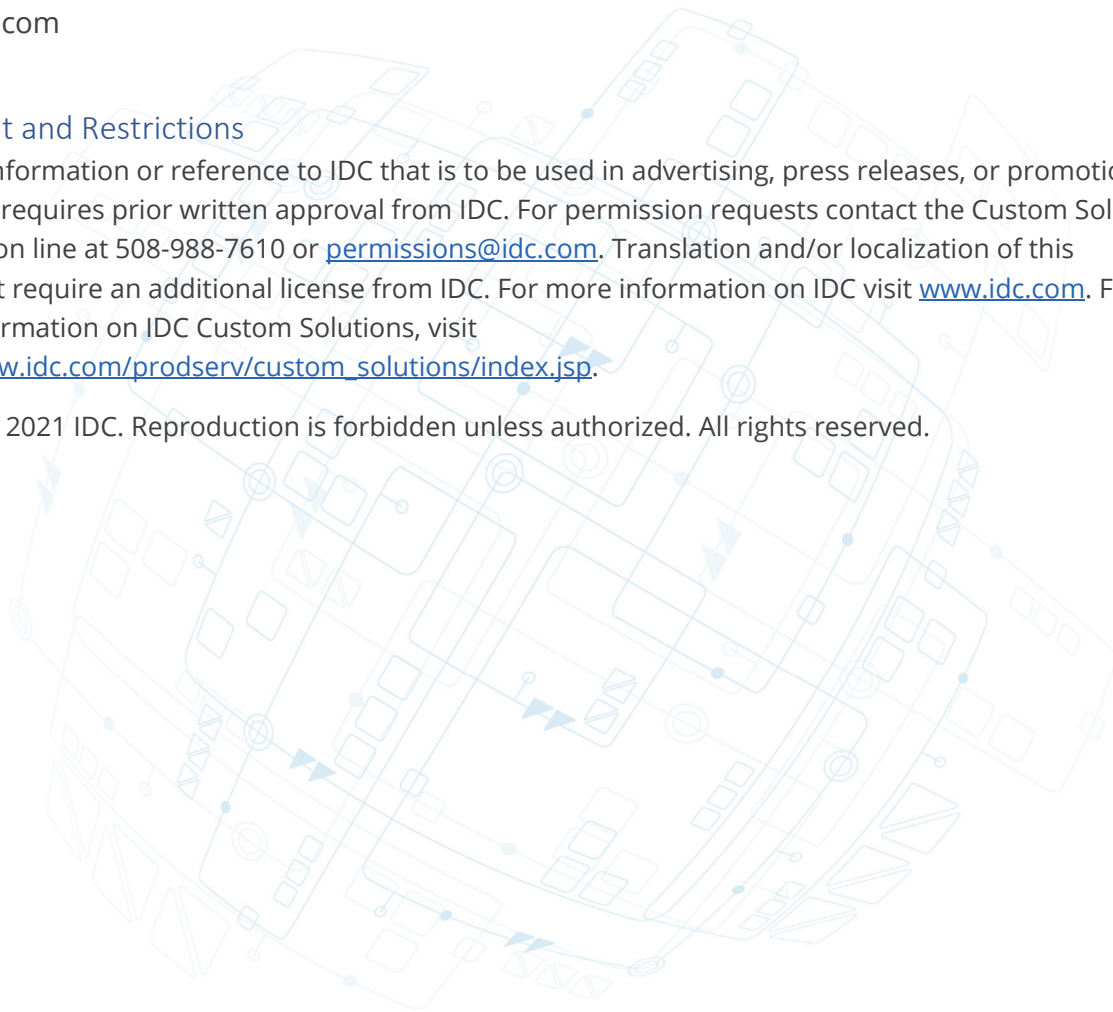 com
t and Restrictions
nformation or reference to IDC that is to be used in advertising, press releases, or promotio
requires prior written approval from IDC. For permission requests contact the Custom Sol
on line at 508-988-7610 or permissions@idc.com. Translation and/or localization of this
t require an additional license from IDC. For more information on IDC visit www.idc.com. F
rmation on IDC Custom Solutions, visit
w.idc.com/prodserv/custom_solutions/index.jsp.
2021 IDC. Reproduction is forbidden unless authorized. All rights reserved.